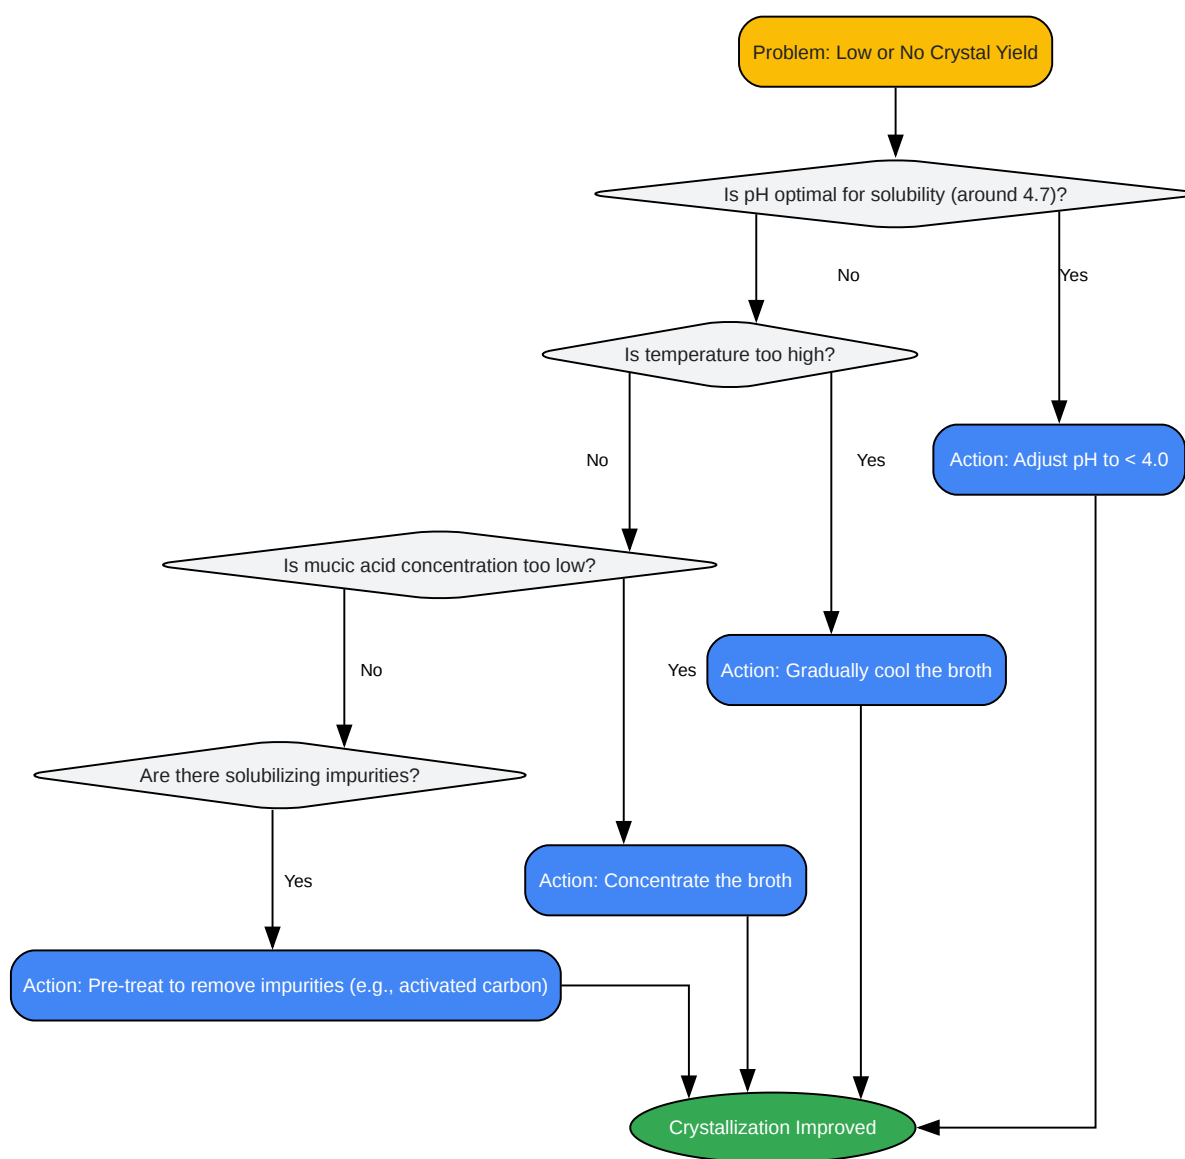 Problem: Low or No Crystal Yield
Is pH optimal for solubility (around 4.7)?
No
Yes
Is temperature too high?
No
Yes
Action: Adjust pH to < 4.0
Is mucic acid concentration too low?
No
Yes
Action: Gradually cool the broth
Are there solubilizing impurities?
Yes
Action: Concentrate the broth
Action: Pre-treat to remove impurities (e.g., activated carbon)
Crystallization Improved